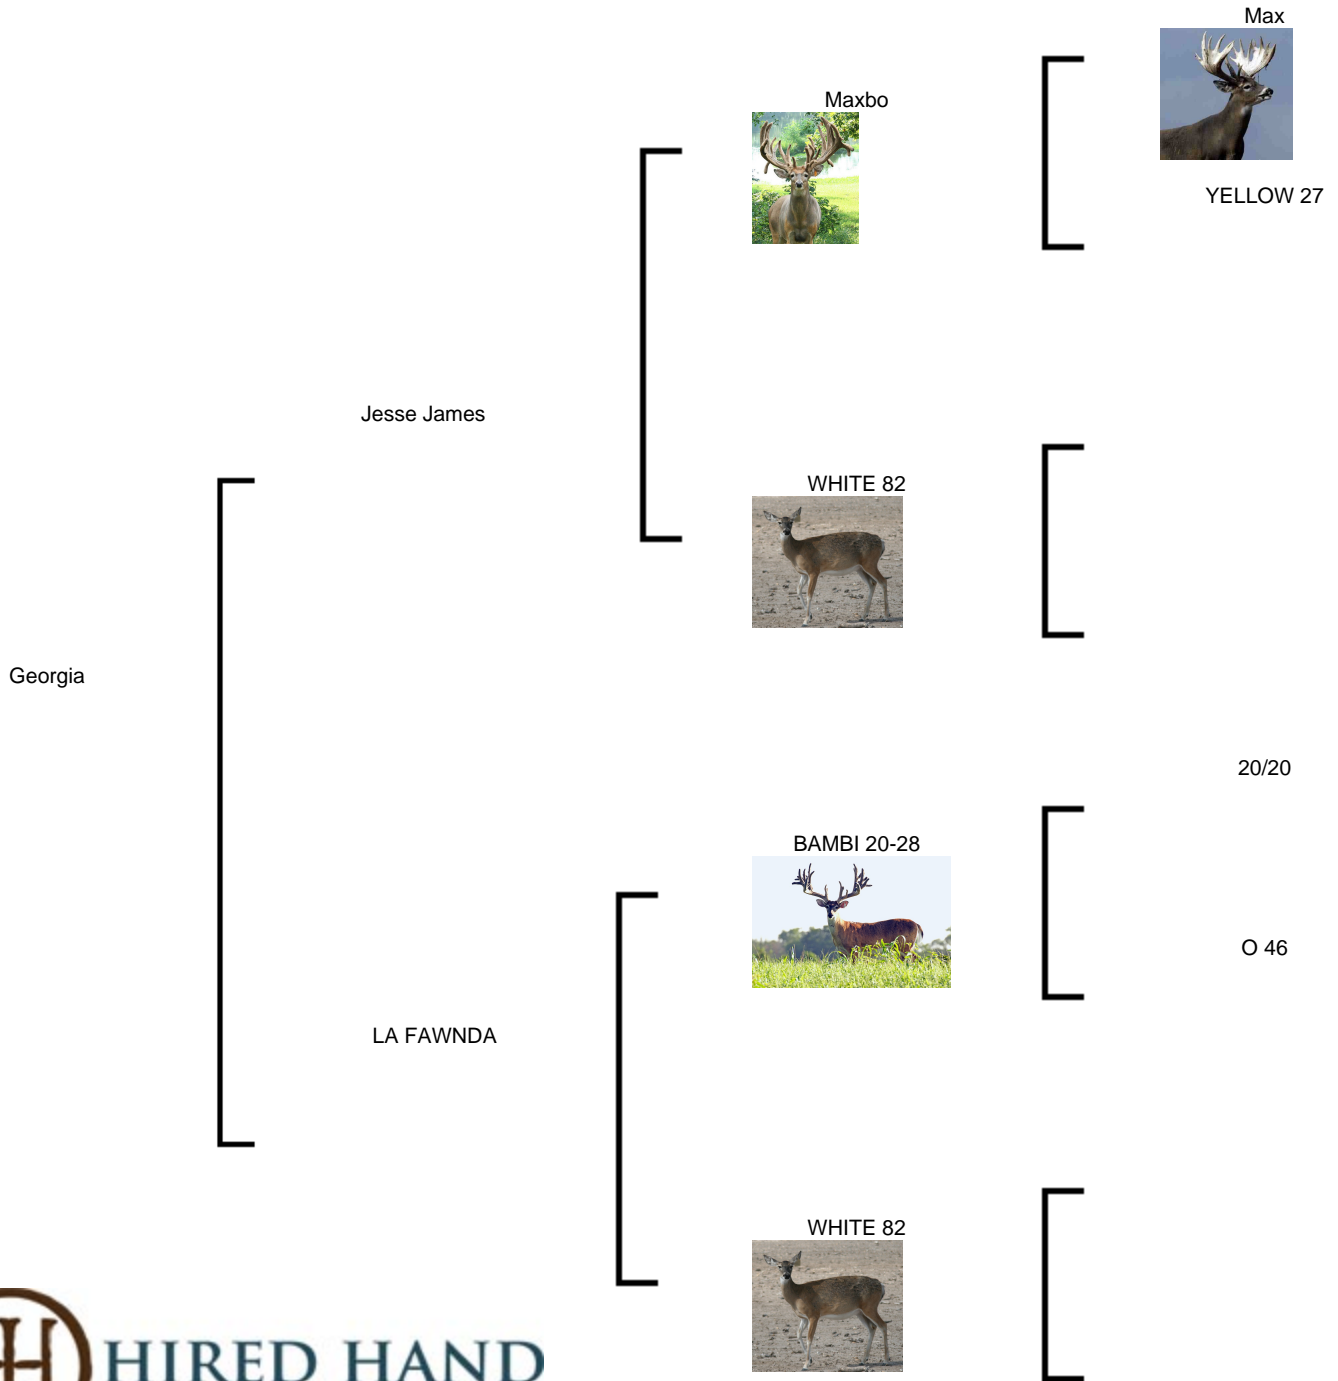 Max
Maxbo
YELLOW 27
Jesse James
WHITE 82
Georgia
20/20
BAMBI 20-28
O 46
LA FAWNDA
WHITE 82
H HIRED HAND